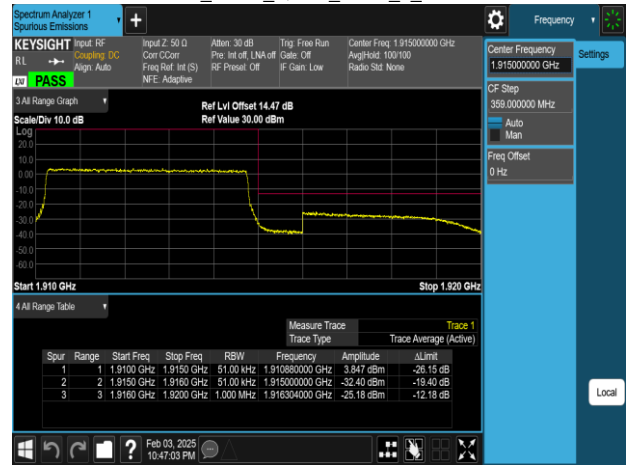 Spectrum Analyzer 1
Spurious Emissions
Frequency
KEYSIGHT
RL
LXI PASS
Input: RF
Coupling: DC
Align: Auto
Input Z: 50 Ω
Corr CCorr
Freq Ref: Int (S)
NFE: Adaptive
Atten: 30 dB
Pre: Int off, LNA off
RF Presel: Off
Trig: Free Run
Gate: Off
IF Gain: Low
Center Freq: 1.915000000 GHz
Avg|Hold: 100/100
Radio Std: None
Center Frequency
1.915000000 GHz
Settings
CF Step
359.000000 MHz
Auto
Man
Freq Offset
0 Hz
3 All Range Graph
Scale/Div 10.0 dB
Ref Lvl Offset 14.47 dB
Ref Value 30.00 dBm
Log
20.0
10.0
0.00
-10.0
-20.0
-30.0
-40.0
-50.0
-60.0
Start 1.910 GHz
Stop 1.920 GHz
4 All Range Table
Measure Trace Trace 1
Trace Type Trace Average (Active)
Spur Range Start Freq Stop Freq RBW Frequency Amplitude ΔLimit
1 1 1.9100 GHz 1.9150 GHz 51.00 kHz 1.910880000 GHz 3.847 dBm -26.15 dB
2 2 1.9150 GHz 1.9160 GHz 51.00 kHz 1.915000000 GHz -32.40 dBm -19.40 dB
3 3 1.9160 GHz 1.9200 GHz 1.000 MHz 1.916304000 GHz -25.18 dBm -12.18 dB
Local
Feb 03, 2025
10:47:03 PM